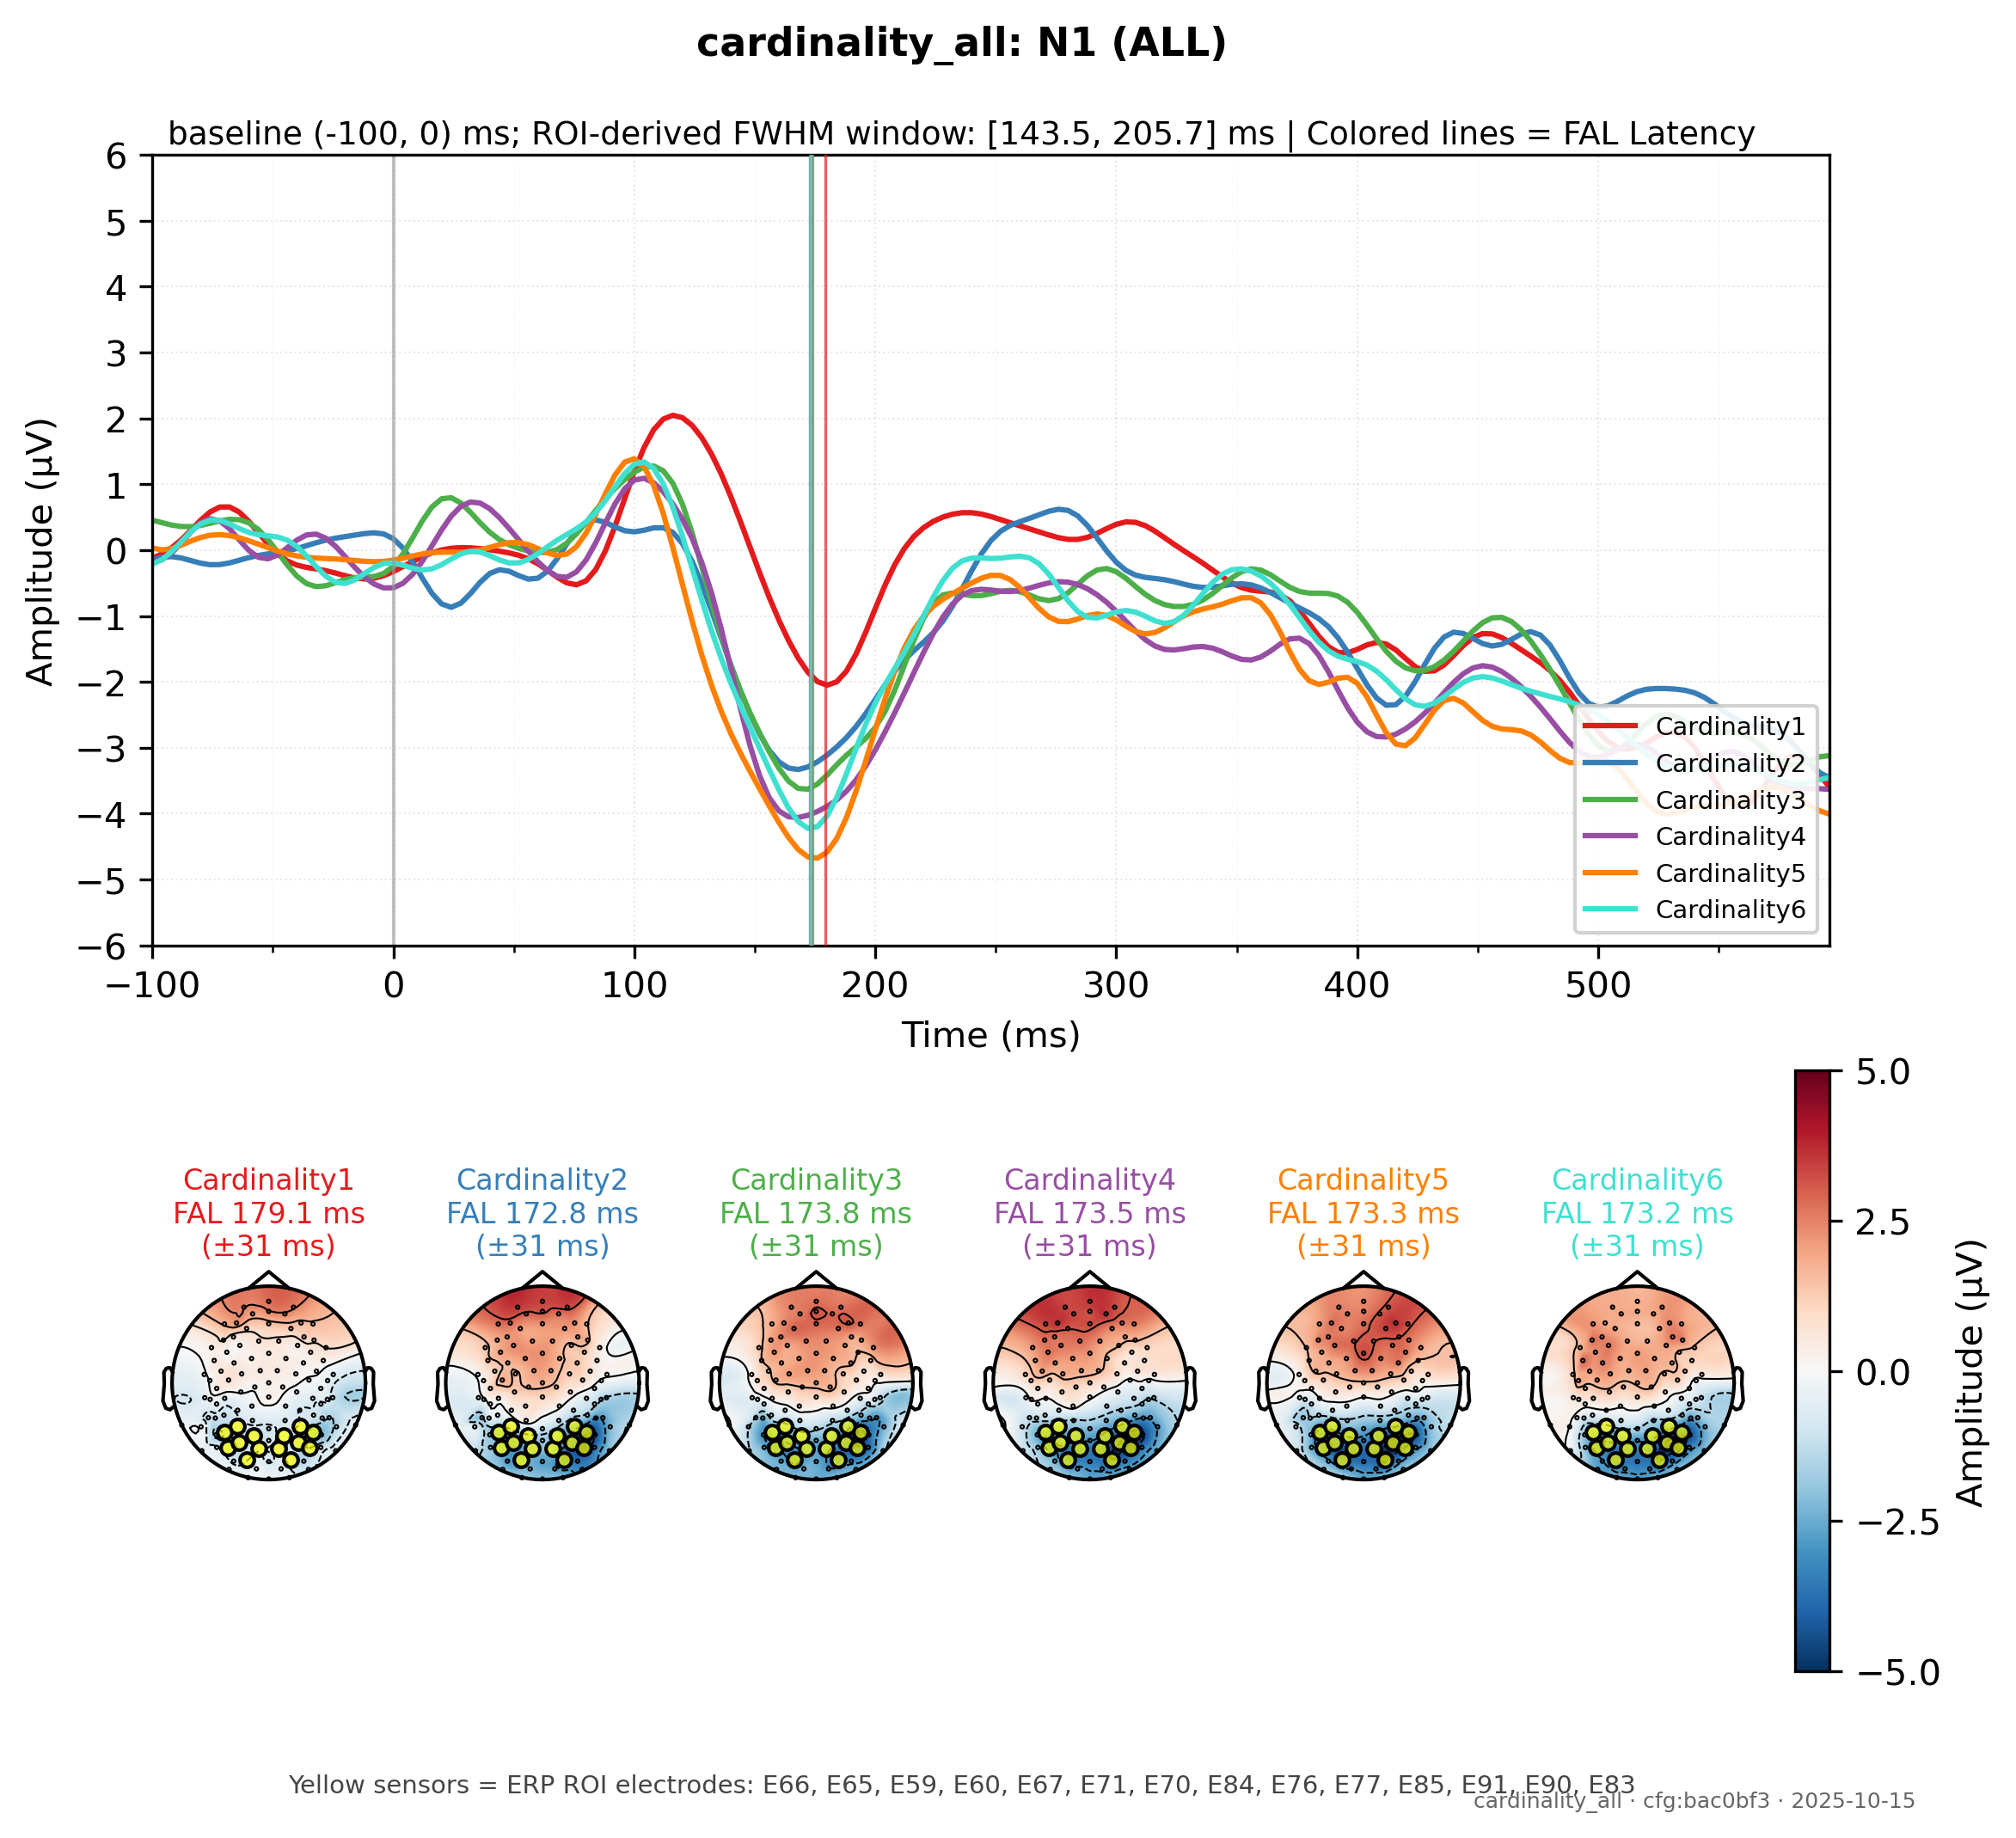 cardinality_all: N1 (ALL)
baseline (-100, 0) ms; ROI-derived FWHM window: [143.5, 205.7] ms | Colored lines = FAL Latency
Amplitude (µV)
6
5
4
3
2
1
0
−1
−2
−3
−4
−5
−6
−100 0 100 200 300 400 500
Time (ms)
Cardinality1
Cardinality2
Cardinality3
Cardinality4
Cardinality5
Cardinality6
Cardinality1
FAL 179.1 ms
(±31 ms)
Cardinality2
FAL 172.8 ms
(±31 ms)
Cardinality3
FAL 173.8 ms
(±31 ms)
Cardinality4
FAL 173.5 ms
(±31 ms)
Cardinality5
FAL 173.3 ms
(±31 ms)
Cardinality6
FAL 173.2 ms
(±31 ms)
5.0
2.5
0.0
−2.5
−5.0
Amplitude (µV)
Yellow sensors = ERP ROI electrodes: E66, E65, E59, E60, E67, E71, E70, E84, E76, E77, E85, E91, E90, E83
cardinality_all · cfg:bac0bf3 · 2025-10-15